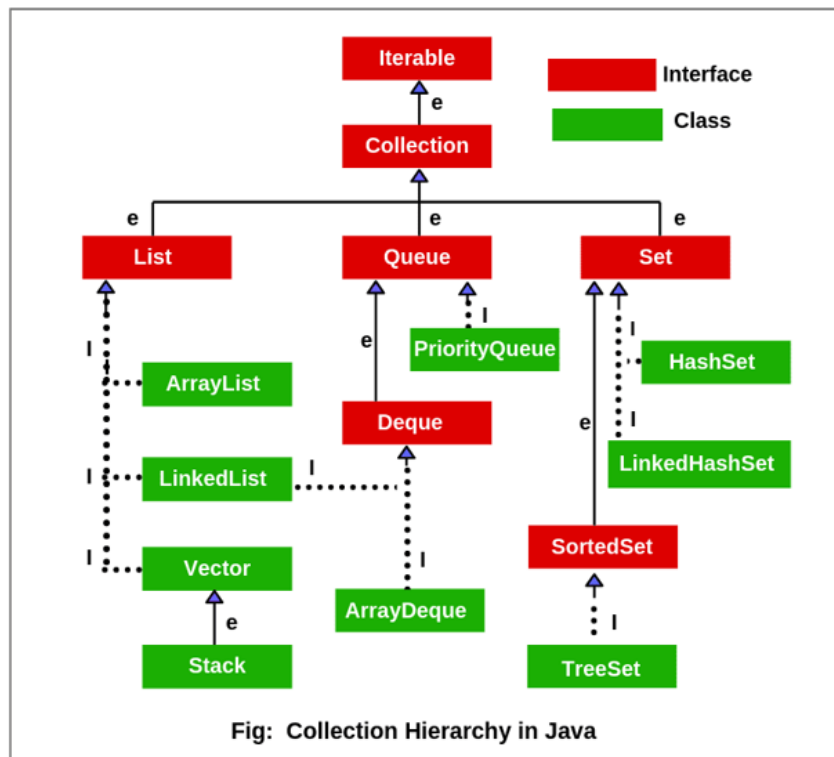 Iterable
Interface
e
Class
Collection
e
e
e
List
Queue
Set
I
I
I
e
PriorityQueue
HashSet
ArrayList
I
e
Deque
I
LinkedList
I
LinkedHashSet
SortedSet
I
Vector
I
e
ArrayDeque
I
Stack
TreeSet
Fig: Collection Hierarchy in Java